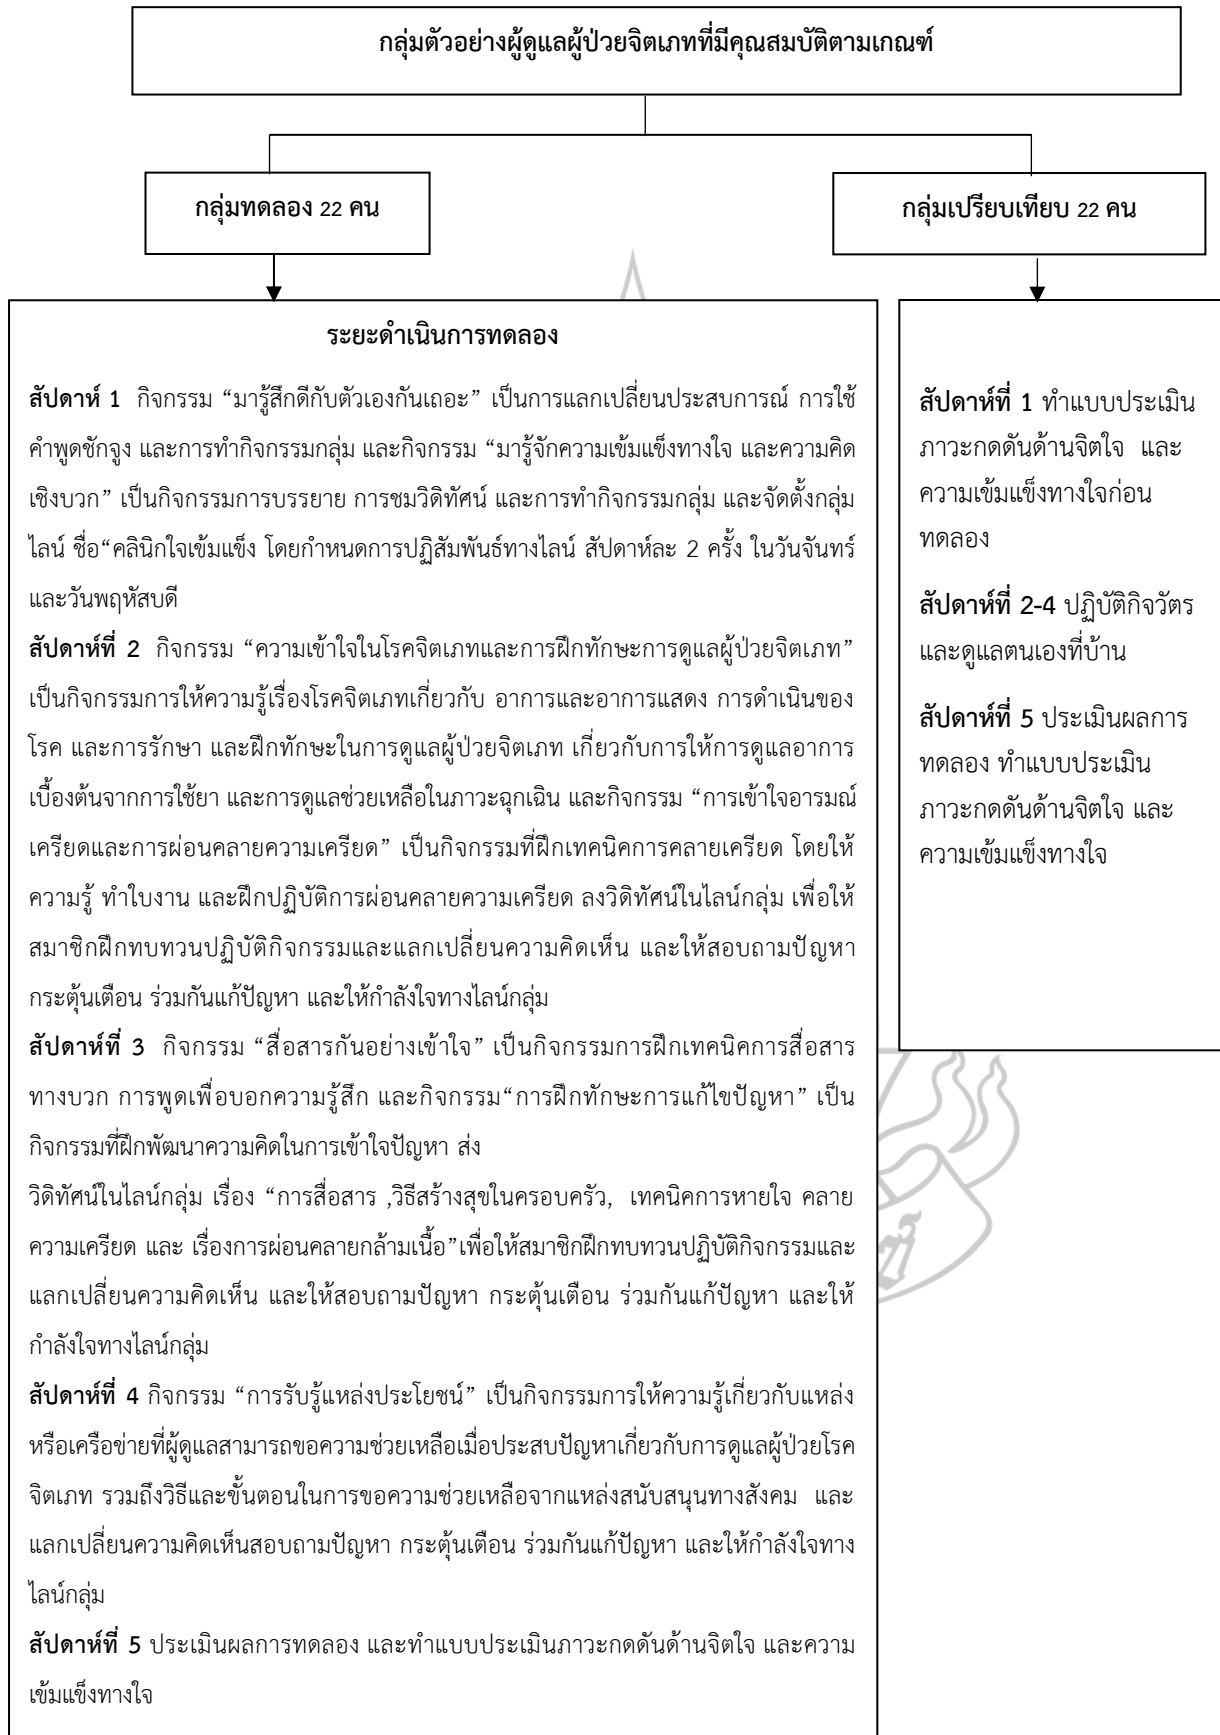 กลุ่มตัวอย่างผู้ดูแลผู้ป่วยจิตเภทที่มีคุณสมบัติตามเกณฑ์
กลุ่มทดลอง 22 คน
กลุ่มเปรียบเทียบ 22 คน
ระยะดำเนินการทดลอง
สัปดาห์ 1 กิจกรรม “มารู้สึกดีกับตัวเองกันเถอะ” เป็นการแลกเปลี่ยนประสบการณ์ การใช้
คำพูดชักจูง และการทำกิจกรรมกลุ่ม และกิจกรรม “มารู้จักความเข้มแข็งทางใจ และความคิด
เชิงบวก” เป็นกิจกรรมการบรรยาย การชมวิดิทัศน์ และการทำกิจกรรมกลุ่ม และจัดตั้งกลุ่ม
ไลน์ ชื่อ“คลินิกใจเข้มแข็ง โดยกำหนดการปฏิสัมพันธ์ทางไลน์ สัปดาห์ละ 2 ครั้ง ในวันจันทร์
และวันพฤหัสบดี
สัปดาห์ที่ 2 กิจกรรม “ความเข้าใจในโรคจิตเภทและการฝึกทักษะการดูแลผู้ป่วยจิตเภท”
เป็นกิจกรรมการให้ความรู้เรื่องโรคจิตเภทเกี่ยวกับ อาการและอาการแสดง การดำเนินของ
โรค และการรักษา และฝึกทักษะในการดูแลผู้ป่วยจิตเภท เกี่ยวกับการให้การดูแลอาการ
เบื้องต้นจากการใช้ยา และการดูแลช่วยเหลือในภาวะฉุกเฉิน และกิจกรรม “การเข้าใจอารมณ์
เครียดและการผ่อนคลายความเครียด” เป็นกิจกรรมที่ฝึกเทคนิคการคลายเครียด โดยให้
ความรู้ ทำใบงาน และฝึกปฏิบัติการผ่อนคลายความเครียด ลงวิดิทัศน์ในไลน์กลุ่ม เพื่อให้
สมาชิกฝึกทบทวนปฏิบัติกิจกรรมและแลกเปลี่ยนความคิดเห็น และให้สอบถามปัญหา
กระตุ้นเตือน ร่วมกันแก้ปัญหา และให้กำลังใจทางไลน์กลุ่ม
สัปดาห์ที่ 3 กิจกรรม “สื่อสารกันอย่างเข้าใจ” เป็นกิจกรรมการฝึกเทคนิคการสื่อสาร
ทางบวก การพูดเพื่อบอกความรู้สึก และกิจกรรม“การฝึกทักษะการแก้ไขปัญหา” เป็น
กิจกรรมที่ฝึกพัฒนาความคิดในการเข้าใจปัญหา ส่ง
วิดิทัศน์ในไลน์กลุ่ม เรื่อง “การสื่อสาร ,วิธีสร้างสุขในครอบครัว, เทคนิคการหายใจ คลาย
ความเครียด และ เรื่องการผ่อนคลายกล้ามเนื้อ”เพื่อให้สมาชิกฝึกทบทวนปฏิบัติกิจกรรมและ
แลกเปลี่ยนความคิดเห็น และให้สอบถามปัญหา กระตุ้นเตือน ร่วมกันแก้ปัญหา และให้
กำลังใจทางไลน์กลุ่ม
สัปดาห์ที่ 4 กิจกรรม “การรับรู้แหล่งประโยชน์” เป็นกิจกรรมการให้ความรู้เกี่ยวกับแหล่ง
หรือเครือข่ายที่ผู้ดูแลสามารถขอความช่วยเหลือเมื่อประสบปัญหาเกี่ยวกับการดูแลผู้ป่วยโรค
จิตเภท รวมถึงวิธีและขั้นตอนในการขอความช่วยเหลือจากแหล่งสนับสนุนทางสังคม และ
แลกเปลี่ยนความคิดเห็นสอบถามปัญหา กระตุ้นเตือน ร่วมกันแก้ปัญหา และให้กำลังใจทาง
ไลน์กลุ่ม
สัปดาห์ที่ 5 ประเมินผลการทดลอง และทำแบบประเมินภาวะกดดันด้านจิตใจ และความ
เข้มแข็งทางใจ
สัปดาห์ที่ 1 ทำแบบประเมิน
ภาวะกดดันด้านจิตใจ และ
ความเข้มแข็งทางใจก่อน
ทดลอง
สัปดาห์ที่ 2-4 ปฏิบัติกิจวัตร
และดูแลตนเองที่บ้าน
สัปดาห์ที่ 5 ประเมินผลการ
ทดลอง ทำแบบประเมิน
ภาวะกดดันด้านจิตใจ และ
ความเข้มแข็งทางใจ